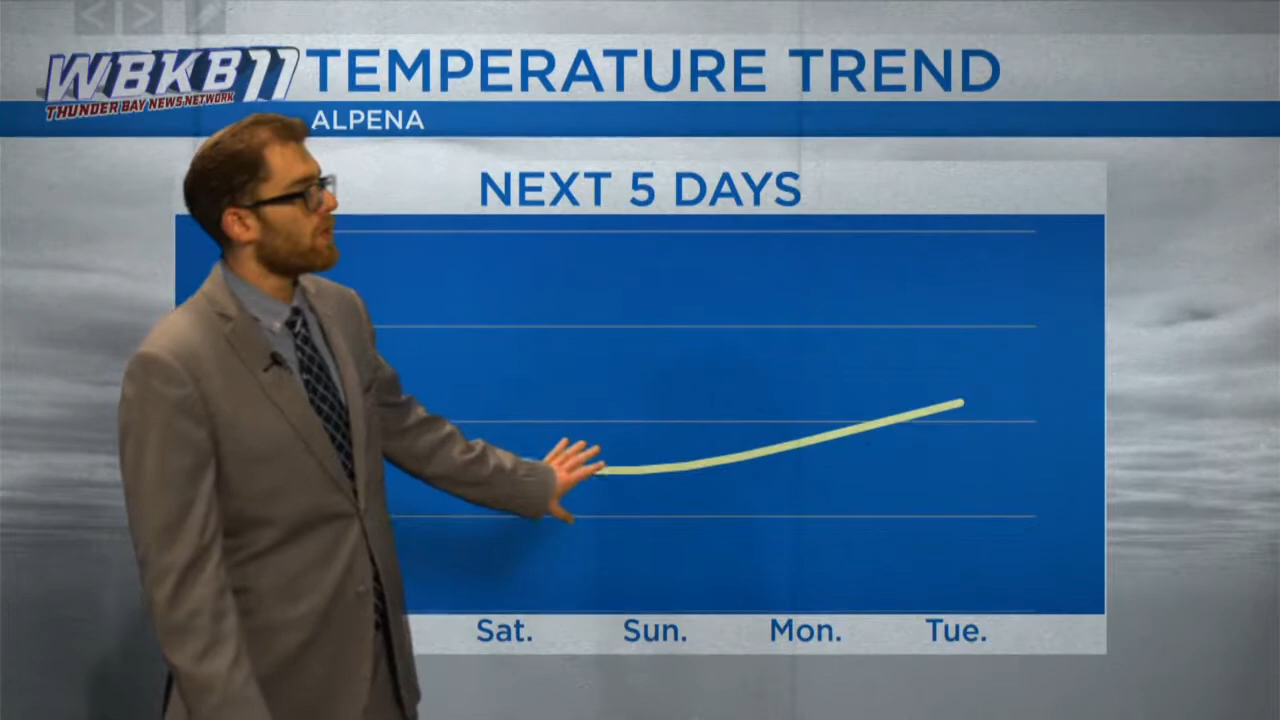 WBKB 11
THUNDER BAY NEWS NETWORK
TEMPERATURE TREND
ALPENA
NEXT 5 DAYS
Sat. Sun. Mon. Tue.